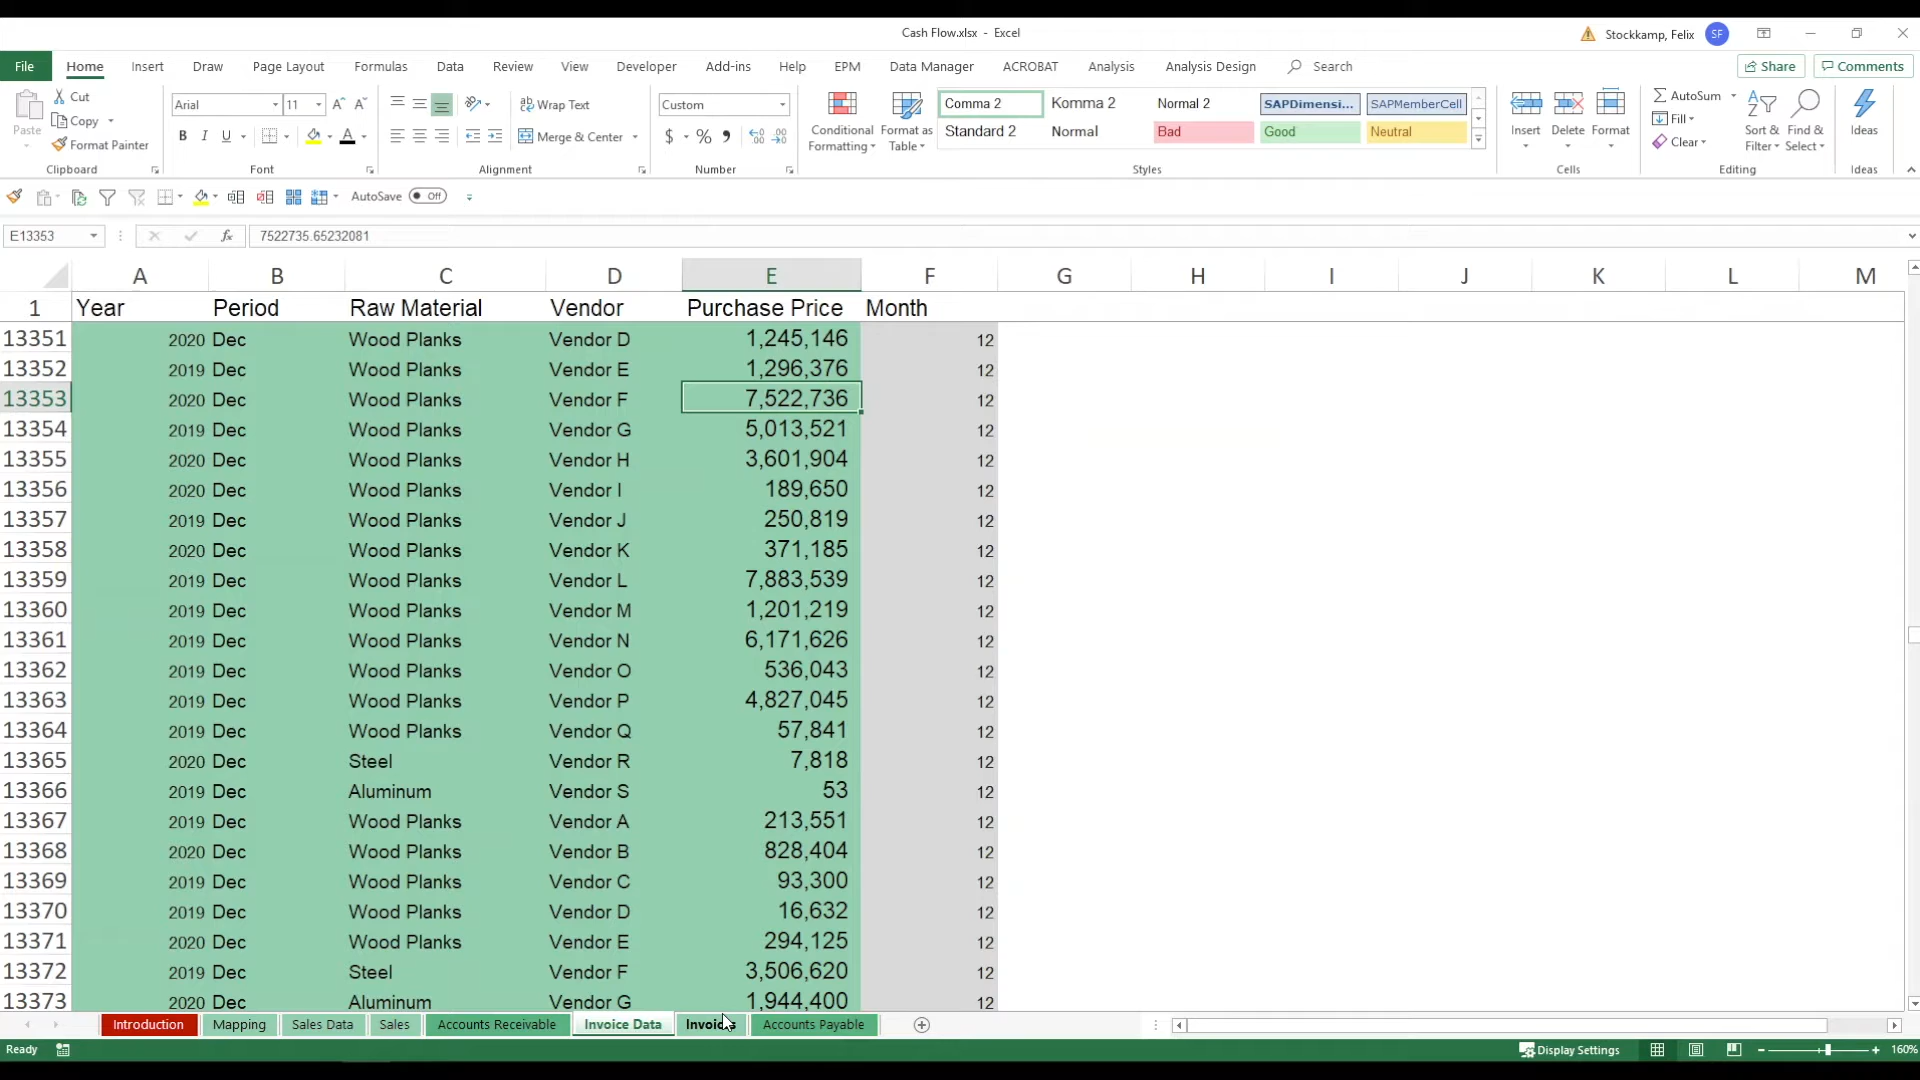 Cash Flow.xlsx - Excel
Stockkamp, Felix SF
File Home Insert Draw Page Layout Formulas Data Review View Developer Add-ins Help EPM Data Manager ACROBAT Analysis Analysis Design Search Share Comments
Paste Cut Copy Format Painter Clipboard
Arial 11 B I U Font
Wrap Text Merge & Center Alignment
Custom $ % Number
Conditional Formatting Format as Table
Comma 2 Komma 2 Normal 2 SAPDimensi... SAPMemberCell
Standard 2 Normal Bad Good Neutral
Styles
Insert Delete Format Cells
AutoSum Fill Clear Sort & Filter Find & Select Editing
Ideas Ideas
AutoSave Off
E13353 fx 7522735.65232081
A B C D E F G H I J K L M
1 Year Period Raw Material Vendor Purchase Price Month
13351 2020 Dec Wood Planks Vendor D 1,245,146 12
13352 2019 Dec Wood Planks Vendor E 1,296,376 12
13353 2020 Dec Wood Planks Vendor F 7,522,736 12
13354 2019 Dec Wood Planks Vendor G 5,013,521 12
13355 2020 Dec Wood Planks Vendor H 3,601,904 12
13356 2020 Dec Wood Planks Vendor I 189,650 12
13357 2019 Dec Wood Planks Vendor J 250,819 12
13358 2020 Dec Wood Planks Vendor K 371,185 12
13359 2019 Dec Wood Planks Vendor L 7,883,539 12
13360 2019 Dec Wood Planks Vendor M 1,201,219 12
13361 2019 Dec Wood Planks Vendor N 6,171,626 12
13362 2019 Dec Wood Planks Vendor O 536,043 12
13363 2019 Dec Wood Planks Vendor P 4,827,045 12
13364 2019 Dec Wood Planks Vendor Q 57,841 12
13365 2020 Dec Steel Vendor R 7,818 12
13366 2019 Dec Aluminum Vendor S 53 12
13367 2019 Dec Wood Planks Vendor A 213,551 12
13368 2020 Dec Wood Planks Vendor B 828,404 12
13369 2019 Dec Wood Planks Vendor C 93,300 12
13370 2019 Dec Wood Planks Vendor D 16,632 12
13371 2020 Dec Wood Planks Vendor E 294,125 12
13372 2019 Dec Steel Vendor F 3,506,620 12
13373 2020 Dec Aluminum Vendor G 1,944,400 12
Introduction Mapping Sales Data Sales Accounts Receivable Invoice Data Invoices Accounts Payable
Ready Display Settings 160%